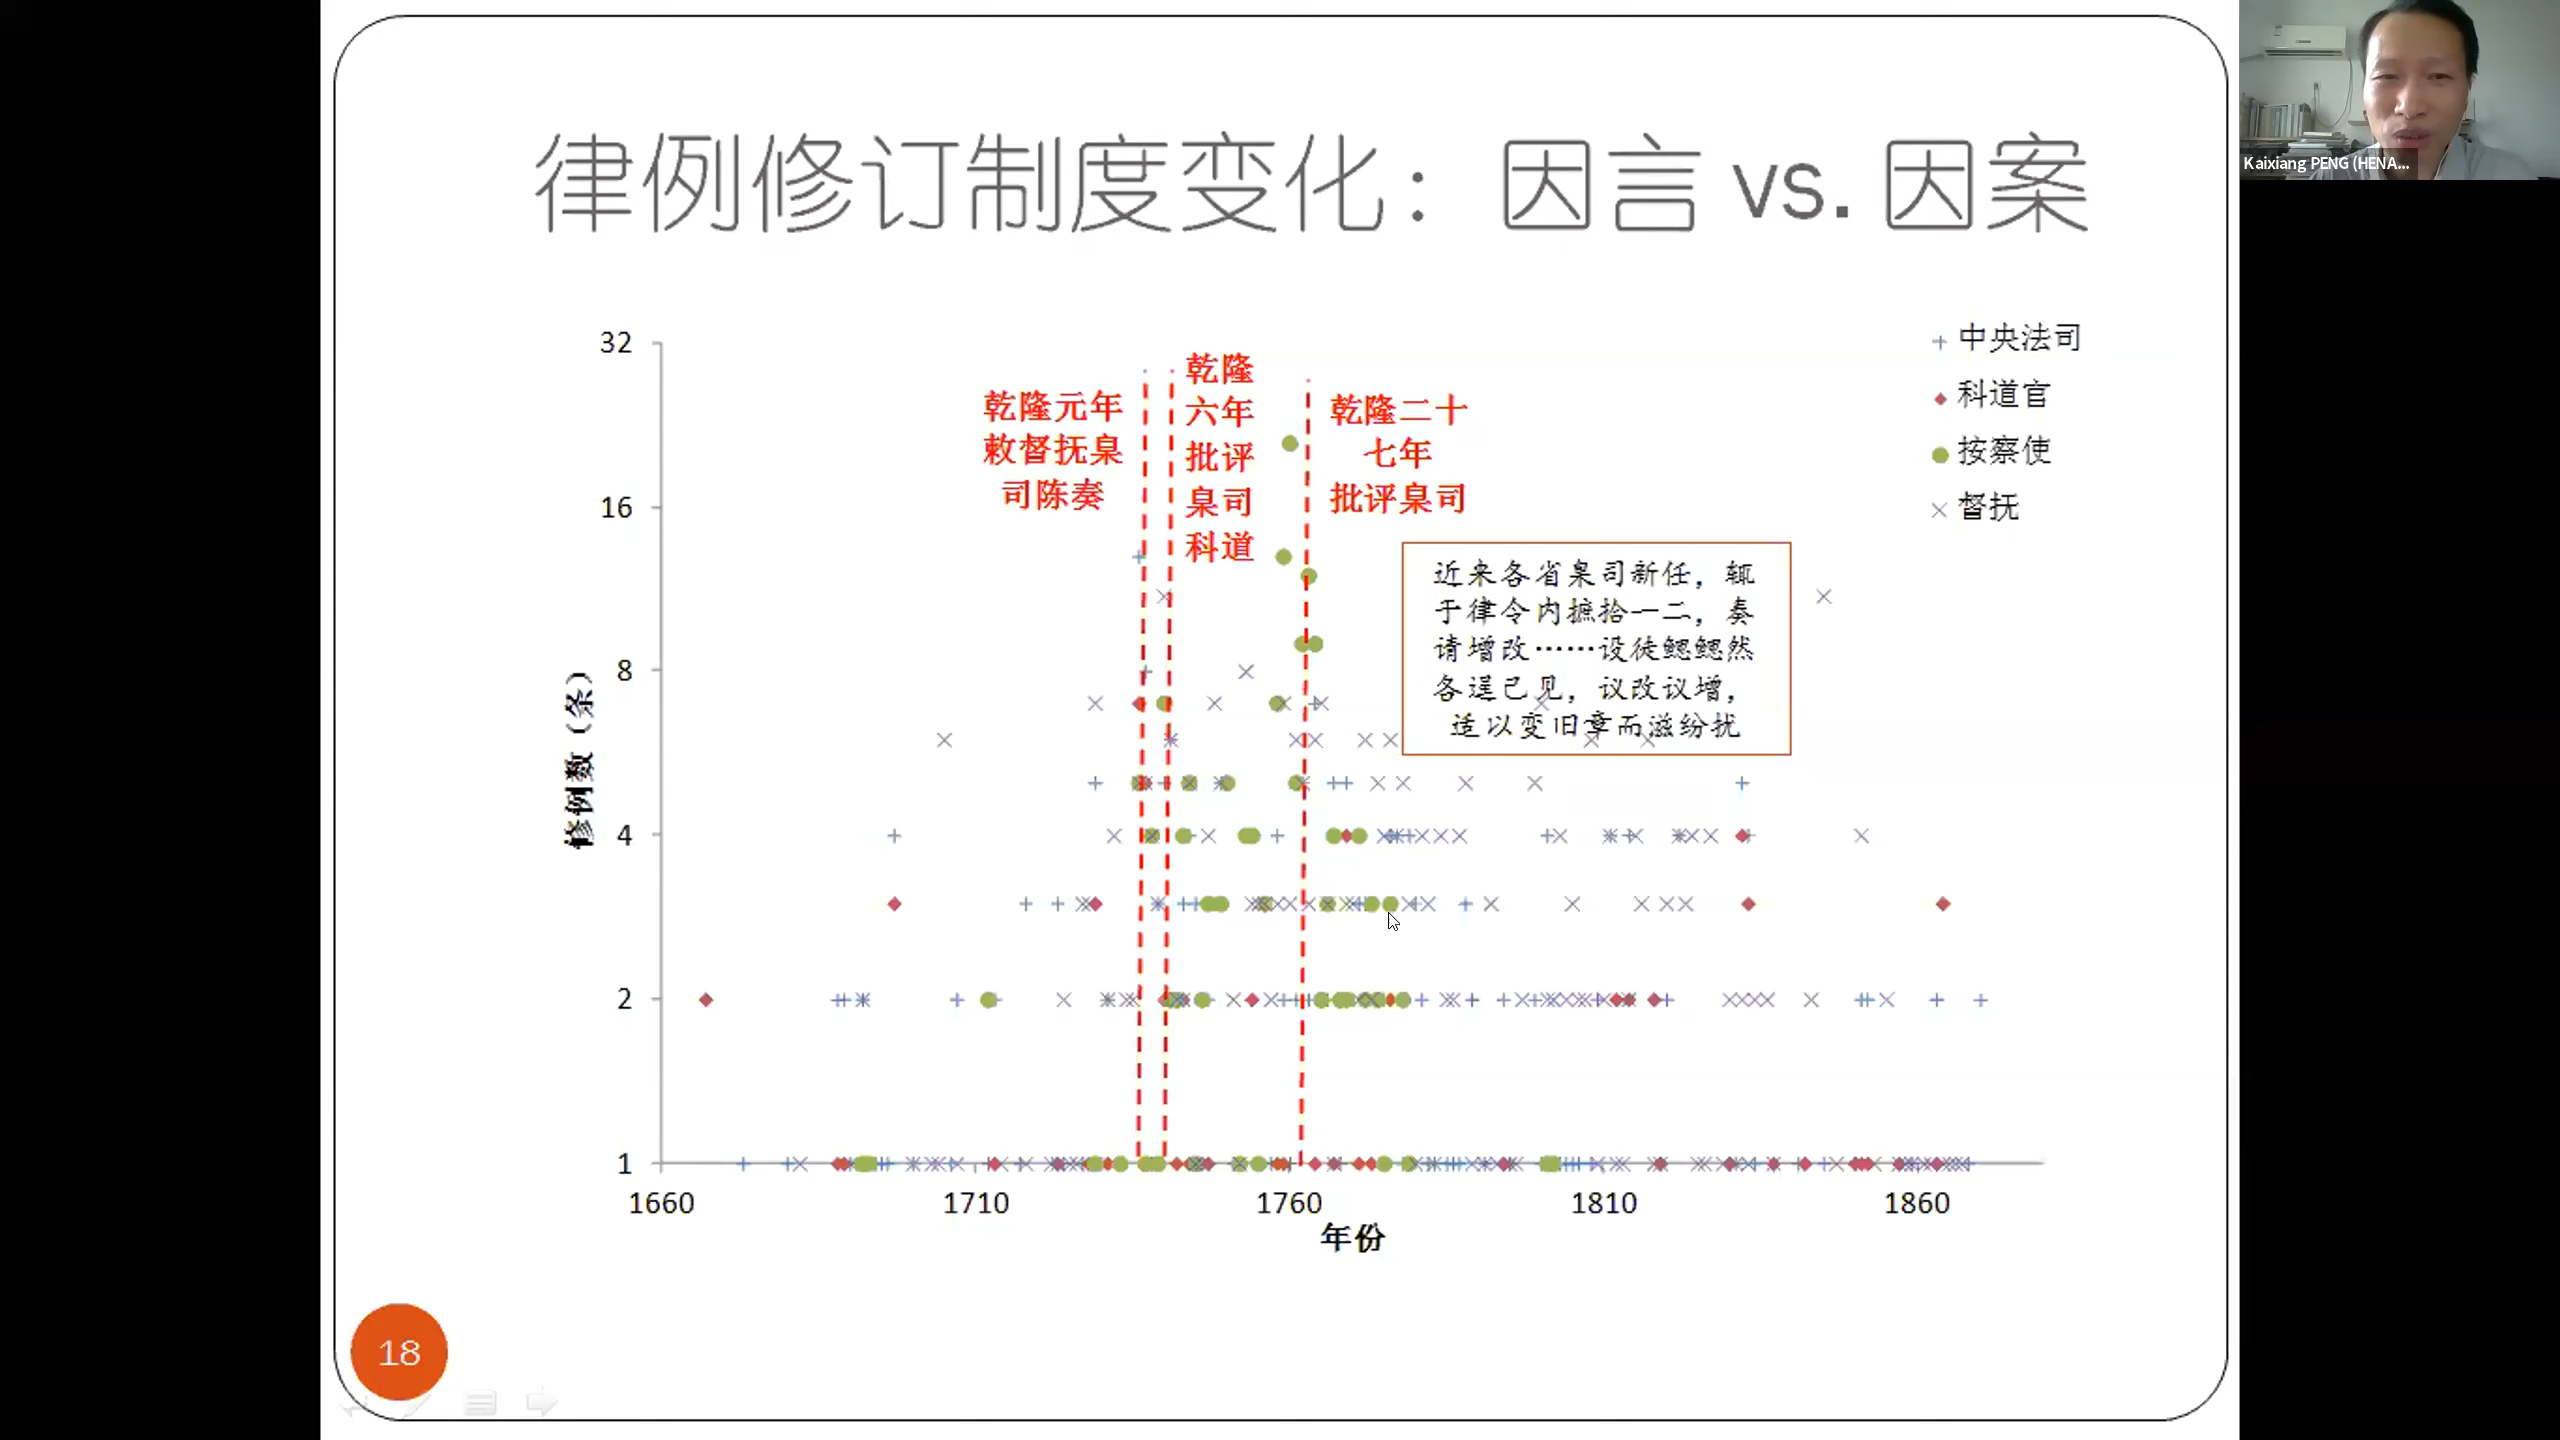 律例修订制度变化：因言 vs. 因案
Kaixiang PENG (HENA...
32
16
8
4
2
1
修例数（条）
乾隆元年
敕督抚臬
司陈奏
乾隆
六年
批评
臬司
科道
乾隆二十
七年
批评臬司
中央法司
科道官
按察使
督抚
近来各省臬司新任，辄
于律令内摭拾一二，奏
请增改……设徒鳃鳃然
各逞己见，议改议增，
适以变旧章而滋纷扰
1660
1710
1760
1810
1860
年份
18